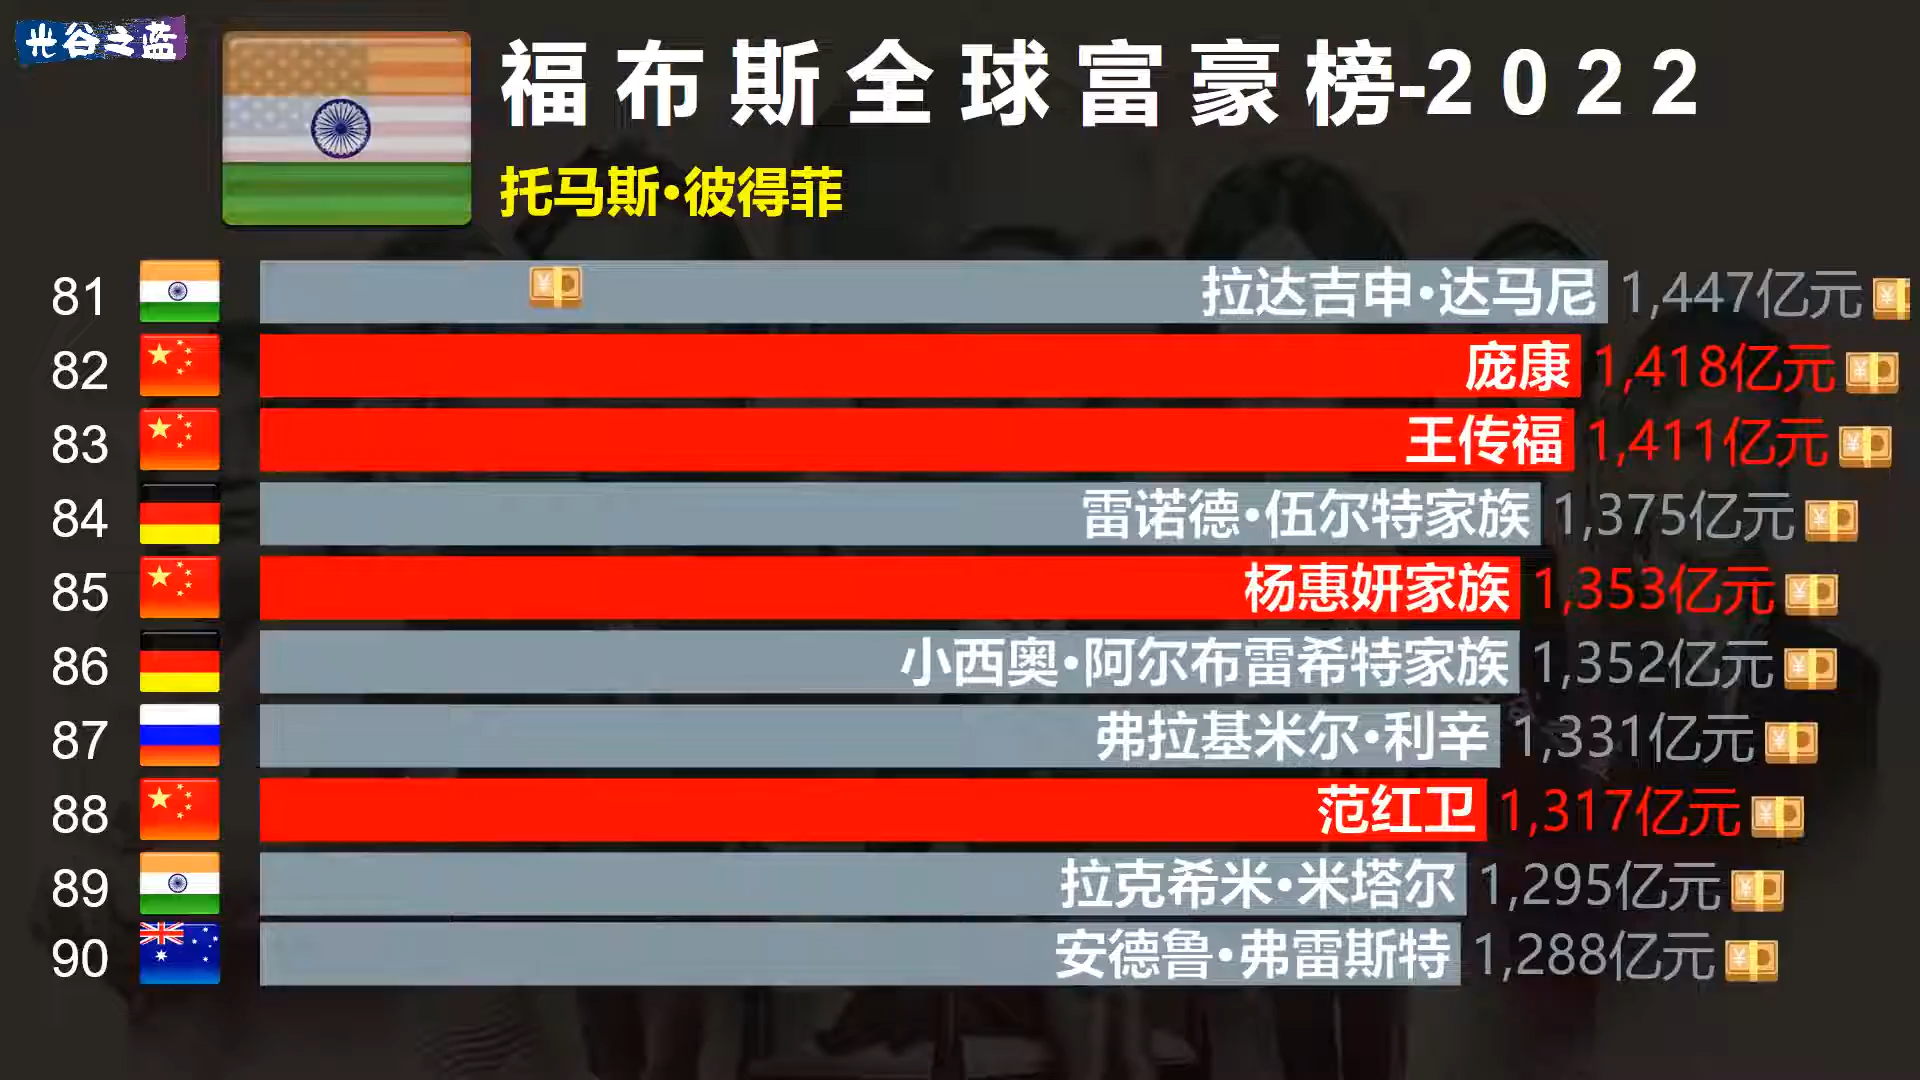 光谷之蓝
福布斯全球富豪榜-2022
托马斯·彼得菲
81 拉达吉申·达马尼 1,447亿元
82 庞康 1,418亿元
83 王传福 1,411亿元
84 雷诺德·伍尔特家族 1,375亿元
85 杨惠妍家族 1,353亿元
86 小西奥·阿尔布雷希特家族 1,352亿元
87 弗拉基米尔·利辛 1,331亿元
88 范红卫 1,317亿元
89 拉克希米·米塔尔 1,295亿元
90 安德鲁·弗雷斯特 1,288亿元